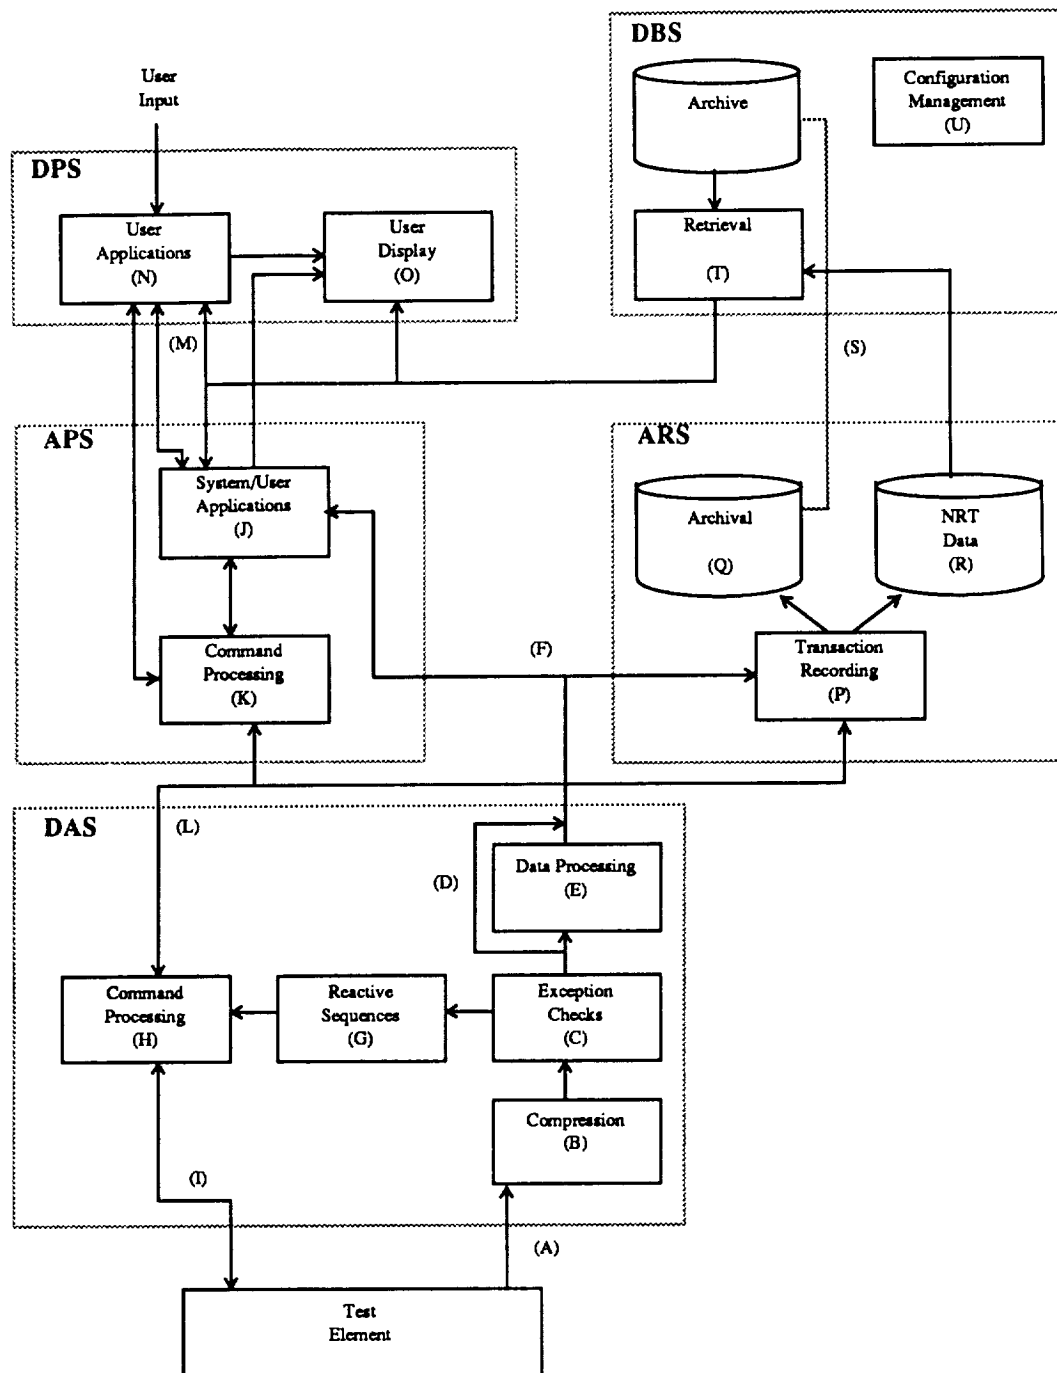 DBS
Archive
Configuration
Management
(U)
User
Input
DPS
User
Applications
(N)
User
Display
(O)
Retrieval
(T)
(M)
(S)
APS
System/User
Applications
(J)
ARS
Archival
(Q)
NRT
Data
(R)
Command
Processing
(K)
(F)
Transaction
Recording
(P)
DAS
(L)
(D)
Data Processing
(E)
Command
Processing
(H)
Reactive
Sequences
(G)
Exception
Checks
(C)
Compression
(B)
(I)
(A)
Test
Element